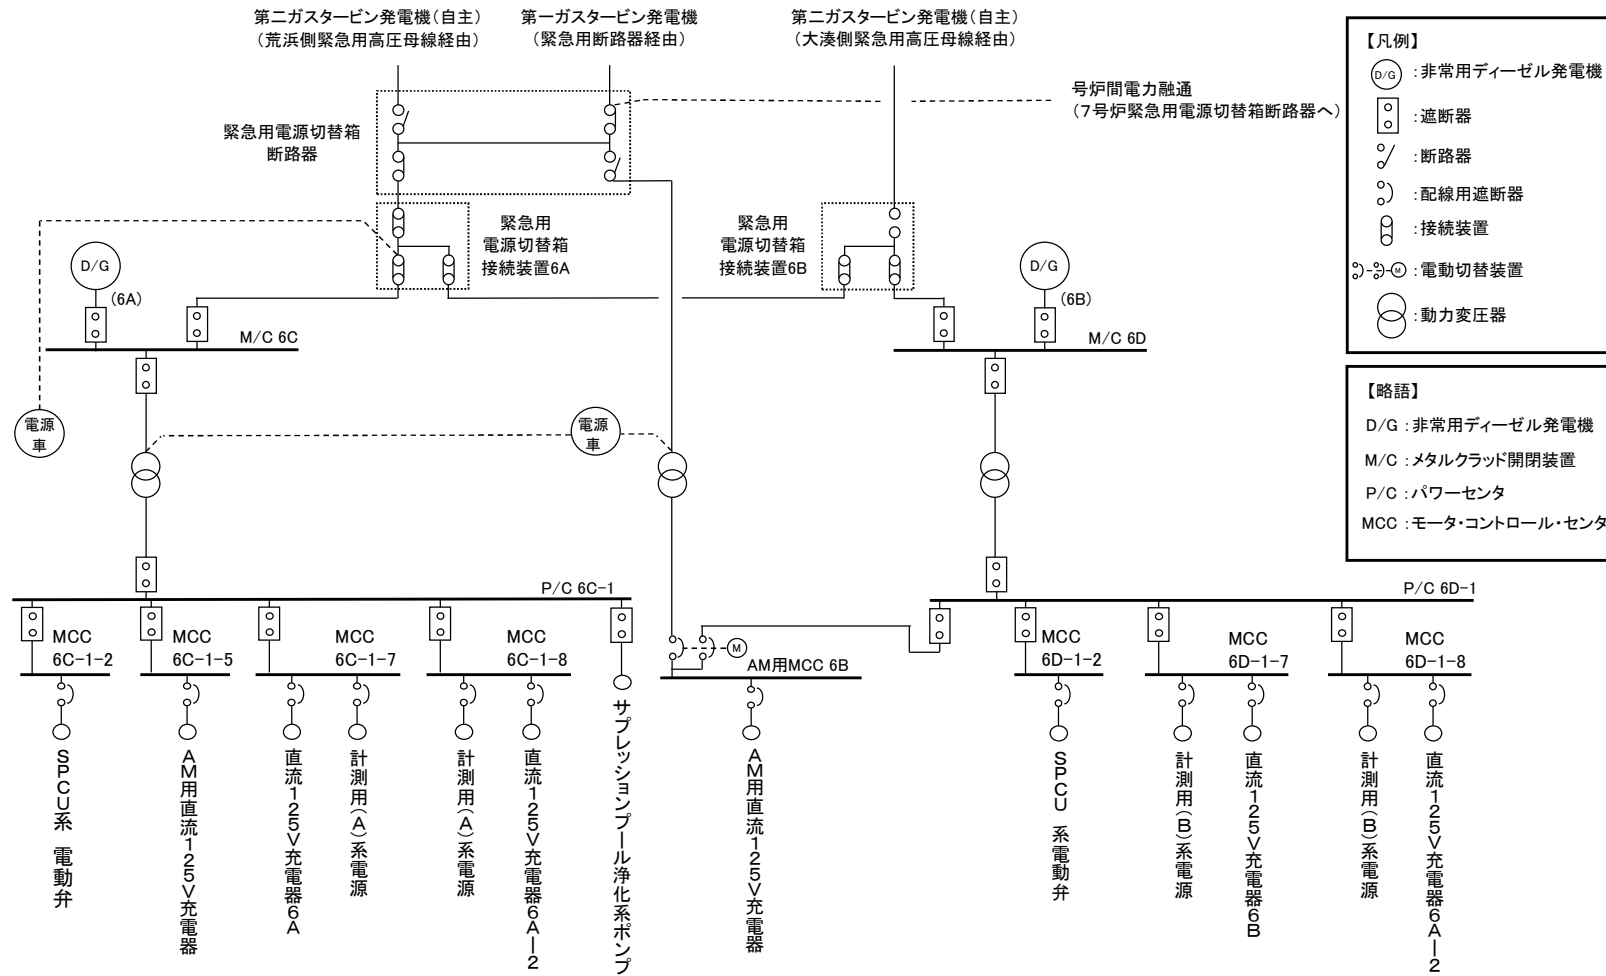 第二ガスタービン発電機(自主)
(荒浜側緊急用高圧母線経由)
第一ガスタービン発電機
(緊急用断路器経由)
第二ガスタービン発電機(自主)
(大湊側緊急用高圧母線経由)
緊急用電源切替箱
断路器
号炉間電力融通
(7号炉緊急用電源切替箱断路器へ)
緊急用
電源切替箱
接続装置6A
緊急用
電源切替箱
接続装置6B
D/G
(6A)
D/G
(6B)
M/C 6C
M/C 6D
電源
車
電源
車
P/C 6C-1
P/C 6D-1
MCC
6C-1-2
MCC
6C-1-5
MCC
6C-1-7
MCC
6C-1-8
M
AM用MCC 6B
MCC
6D-1-2
MCC
6D-1-7
MCC
6D-1-8
SPCU系 電動弁
AM用直流125V充電器
直流125V充電器6A
計測用(A)系電源
計測用(A)系電源
直流125V充電器6A-2
サプレッションプール浄化系ポンプ
AM用直流125V充電器
SPCU 系電動弁
計測用(B)系電源
直流125V充電器6B
計測用(B)系電源
直流125V充電器6A-2
【凡例】
D/G :非常用ディーゼル発電機
:遮断器
:断路器
:配線用遮断器
:接続装置
M :電動切替装置
:動力変圧器
【略語】
D/G :非常用ディーゼル発電機
M/C :メタルクラッド開閉装置
P/C :パワーセンタ
MCC :モータ・コントロール・センタ